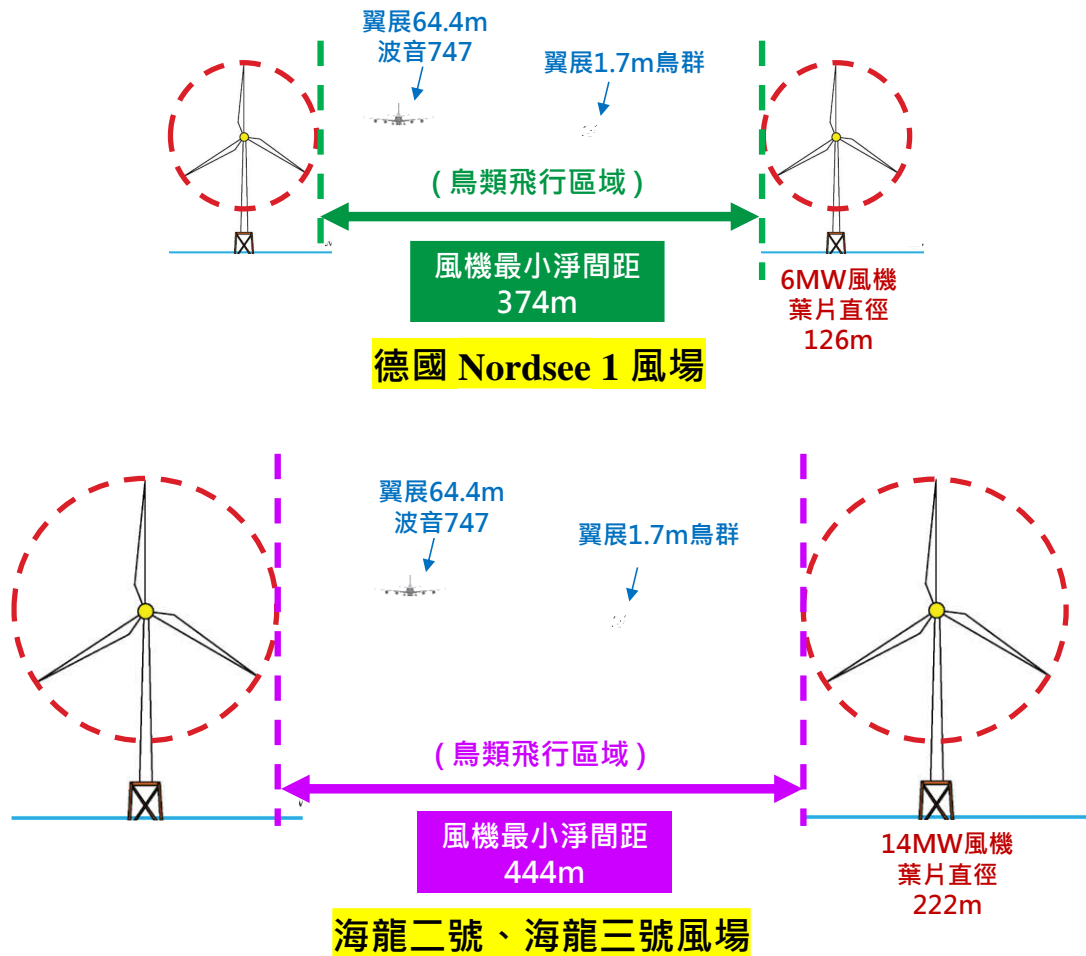 翼展64.4m
波音747
翼展1.7m鳥群
(鳥類飛行區域)
風機最小淨間距
374m
6MW風機
葉片直徑
126m
德國 Nordsee 1 風場
翼展64.4m
波音747
翼展1.7m鳥群
(鳥類飛行區域)
風機最小淨間距
444m
14MW風機
葉片直徑
222m
海龍二號、海龍三號風場